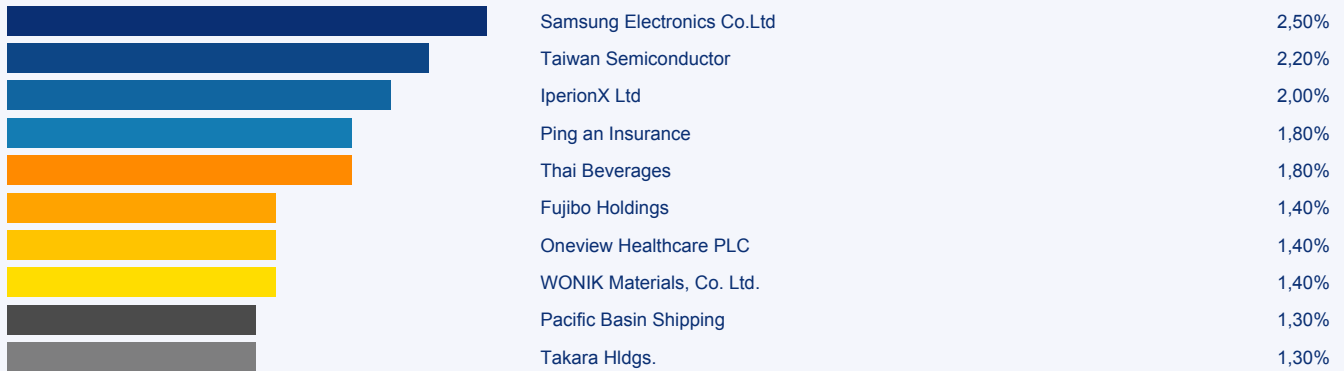 Samsung Electronics Co.Ltd 2,50%
Taiwan Semiconductor 2,20%
IperionX Ltd 2,00%
Ping an Insurance 1,80%
Thai Beverages 1,80%
Fujibo Holdings 1,40%
Oneview Healthcare PLC 1,40%
WONIK Materials, Co. Ltd. 1,40%
Pacific Basin Shipping 1,30%
Takara Hldgs. 1,30%